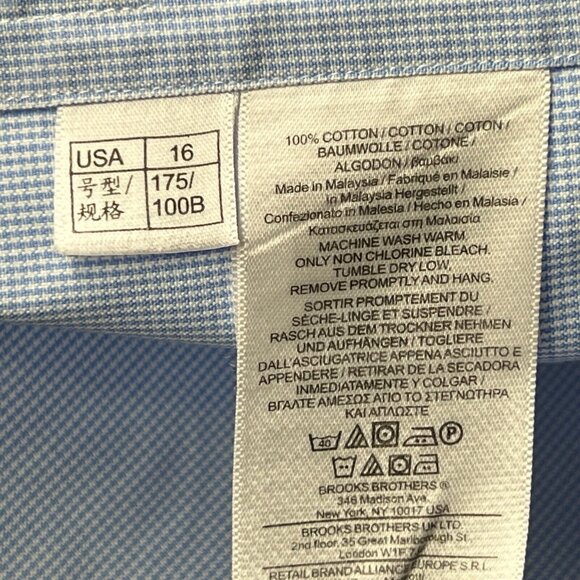 USA 16
号型/ 175/
规格 100B
100% COTTON / COTON / COTON /
BAUMWOLLE / COTONE /
ALGODON / βαμβάκι
Made in Malaysia / Fabriqué en Malaisie /
in Malaysia Hergestellt /
Confezionato in Malesia / Hecho en Malasia /
Κατασκευάζεται στη Μαλαισία
MACHINE WASH WARM
ONLY NON CHLORINE BLEACH.
TUMBLE DRY LOW,
REMOVE PROMPTLY AND HANG.
SORTIR PROMPTEMENT DU
SÈCHE-LINGE ET SUSPENDRE /
RASCH AUS DEM TROCKNER NEHMEN
UND AUFHÄNGEN / TOGLIERE
DALL'ASCIUGATRICE APPENA ASCIUTTO E
APPENDERE / RETIRAR DE LA SECADORA
INMEDIATAMENTE Y COLGAR /
ΒΓΑΛΤΕ ΑΜΕΣΩΣ ΑΠΟ ΤΟ ΣΤΕΓΝΩΤΗΡΑ
ΚΑΙ ΑΠΛΩΣΤΕ
40 P
BROOKS BROTHERS ®
346 Madison Ave.
New York, NY 10017 USA
BROOKS BROTHERS UK LTD.
2nd floor, 35 Great Marlborough St.
London W1F 7
RETAIL BRAND ALLIANCE EUROPE S.R.L.